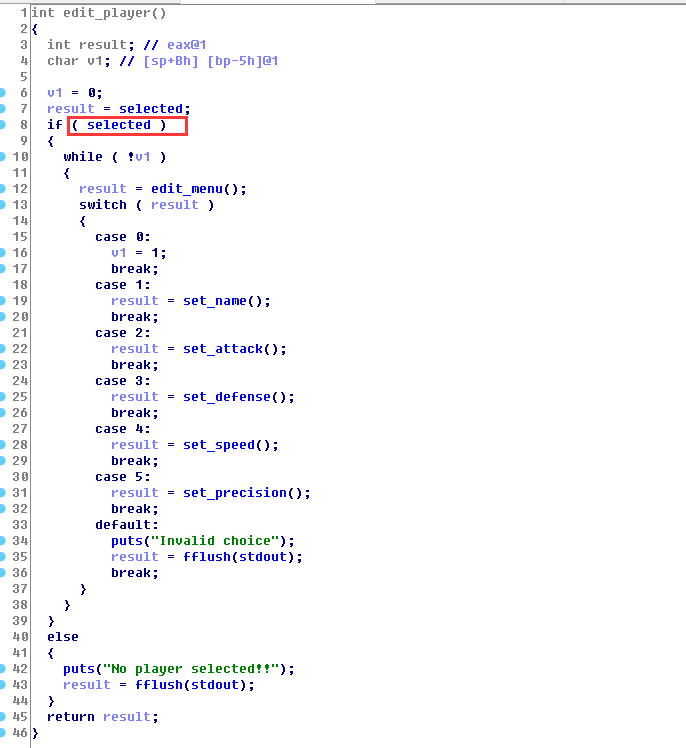 1 int edit_player()
2 {
3   int result; // eax@1
4   char v1; // [sp+Bh] [bp-5h]@1
5
6   v1 = 0;
7   result = selected;
8   if ( selected )
9   {
10     while ( !v1 )
11     {
12       result = edit_menu();
13       switch ( result )
14       {
15         case 0:
16           v1 = 1;
17           break;
18         case 1:
19           result = set_name();
20           break;
21         case 2:
22           result = set_attack();
23           break;
24         case 3:
25           result = set_defense();
26           break;
27         case 4:
28           result = set_speed();
29           break;
30         case 5:
31           result = set_precision();
32           break;
33         default:
34           puts("Invalid choice");
35           result = fflush(stdout);
36           break;
37       }
38     }
39   }
40   else
41   {
42     puts("No player selected!!");
43     result = fflush(stdout);
44   }
45   return result;
46 }